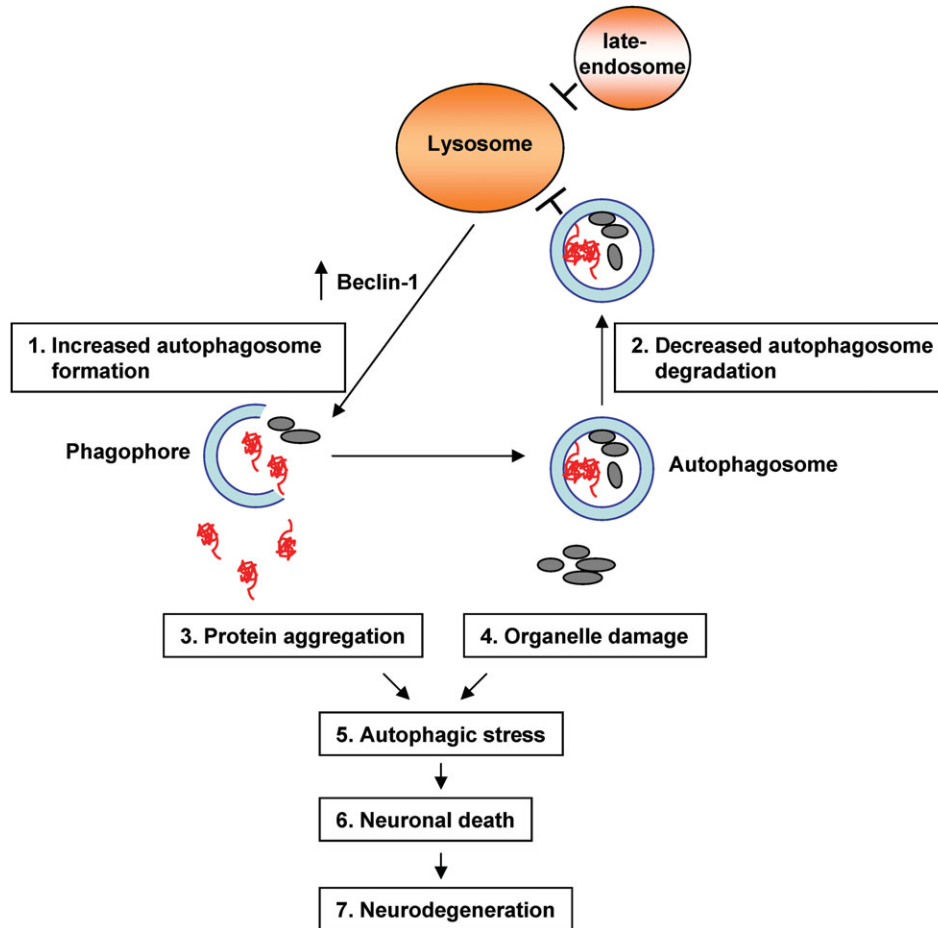 late-
endosome
Lysosome
Beclin-1
1. Increased autophagosome
formation
2. Decreased autophagosome
degradation
Phagophore
Autophagosome
3. Protein aggregation
4. Organelle damage
5. Autophagic stress
6. Neuronal death
7. Neurodegeneration